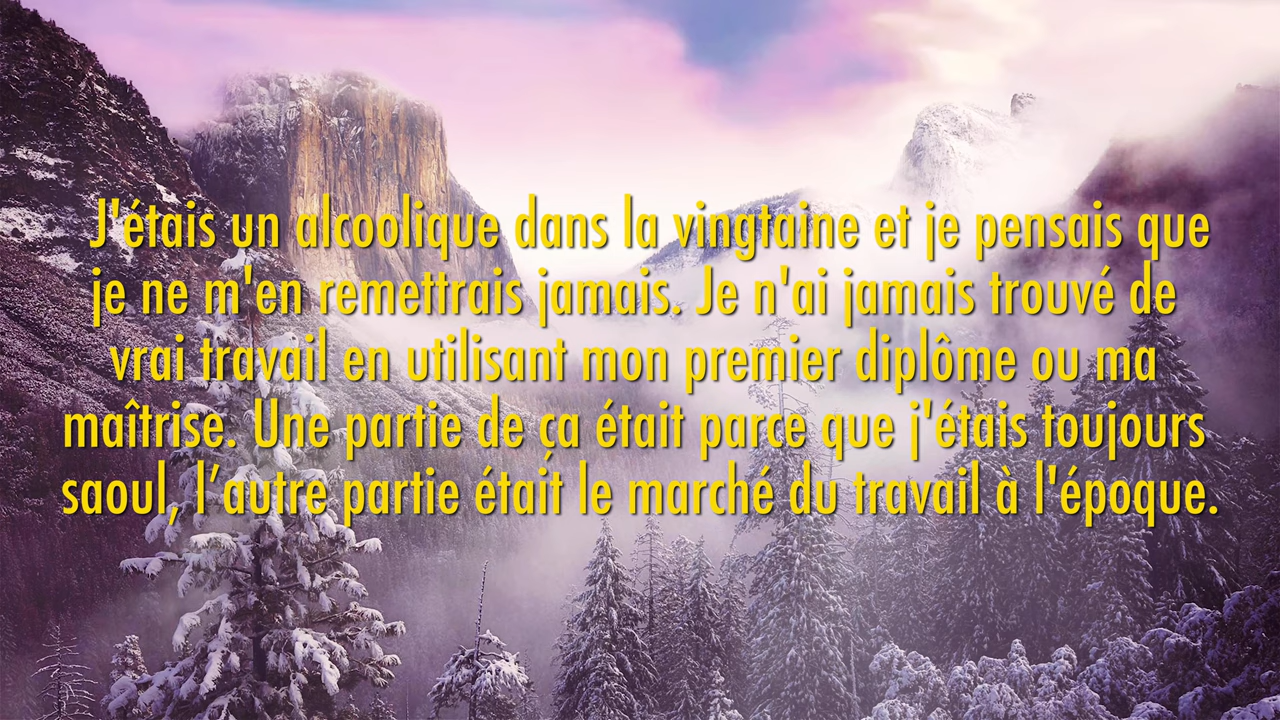 J'étais un alcoolique dans la vingtaine et je pensais que
je ne m'en remettrais jamais. Je n'ai jamais trouvé de
vrai travail en utilisant mon premier diplôme ou ma
maîtrise. Une partie de ça était parce que j'étais toujours
saoul, l’autre partie était le marché du travail à l'époque.